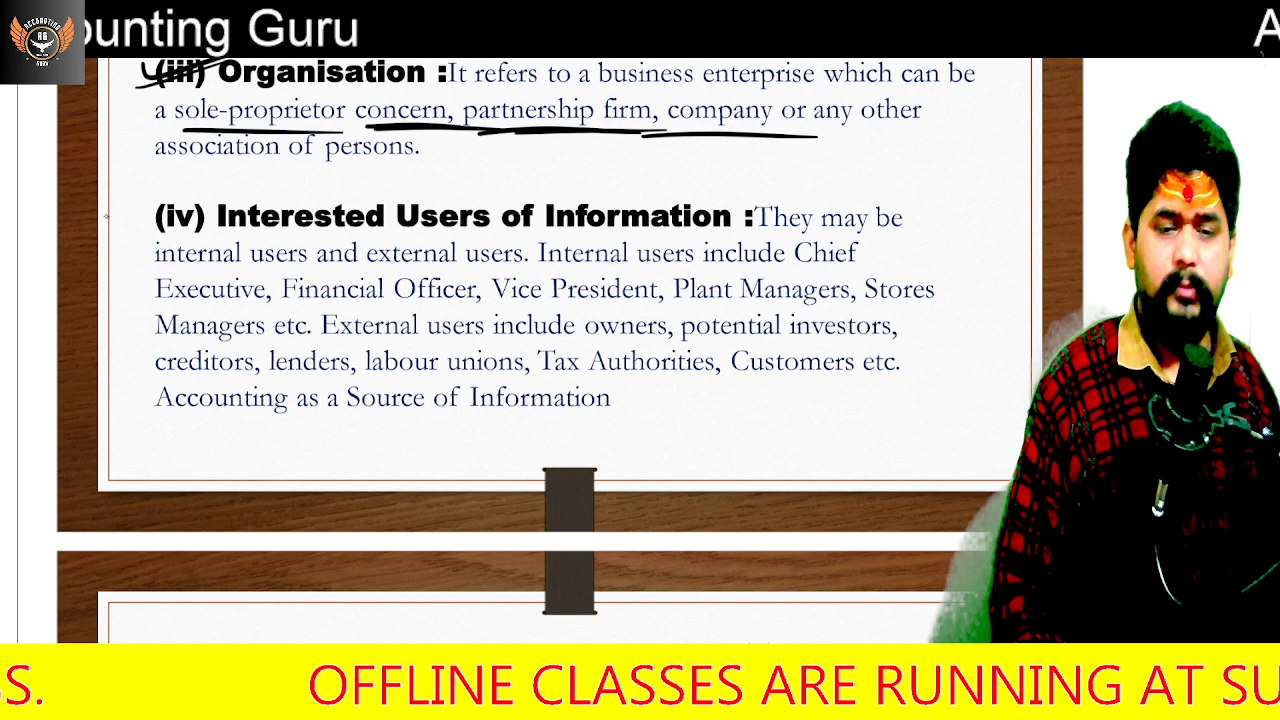 ounting Guru
A
ACCOUNTING
AG
GURU
(iii) Organisation :It refers to a business enterprise which can be
a sole-proprietor concern, partnership firm, company or any other
association of persons.
(iv) Interested Users of Information :They may be
internal users and external users. Internal users include Chief
Executive, Financial Officer, Vice President, Plant Managers, Stores
Managers etc. External users include owners, potential investors,
creditors, lenders, labour unions, Tax Authorities, Customers etc.
Accounting as a Source of Information
S. OFFLINE CLASSES ARE RUNNING AT SU